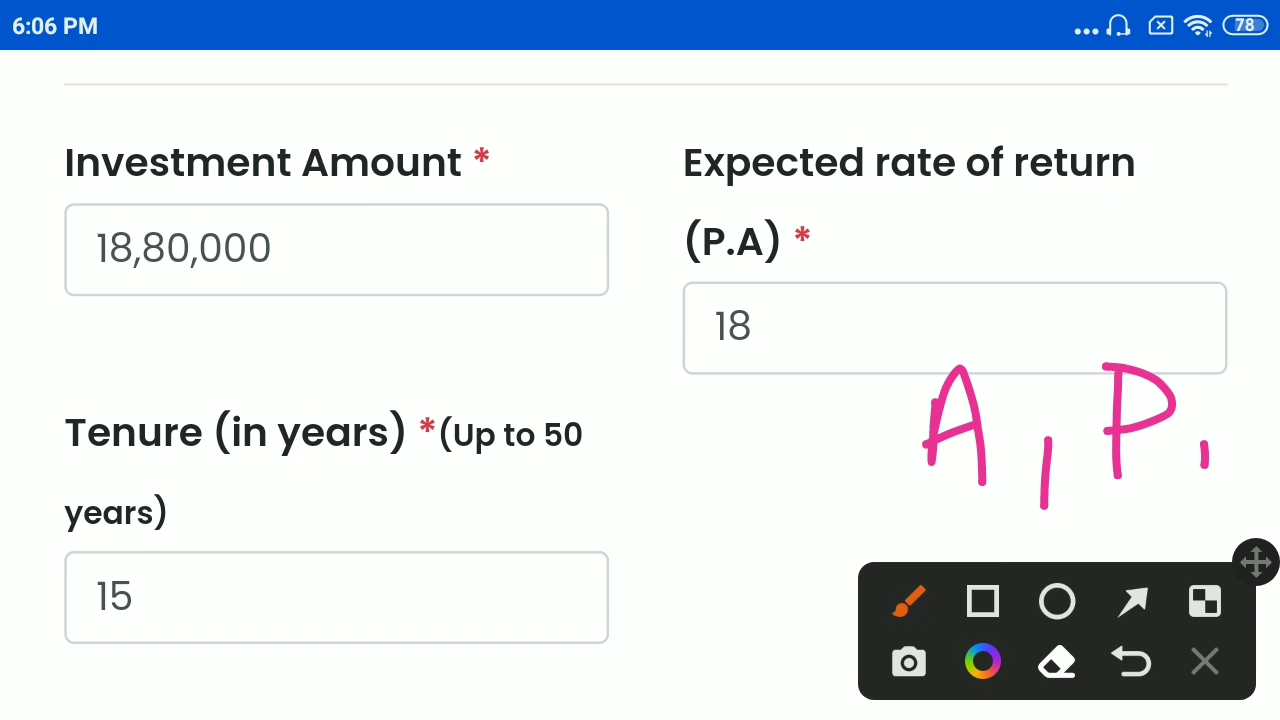 6:06 PM
78
Investment Amount *
18,80,000
Expected rate of return
(P.A) *
18
A, P.
Tenure (in years) *(Up to 50
years)
15